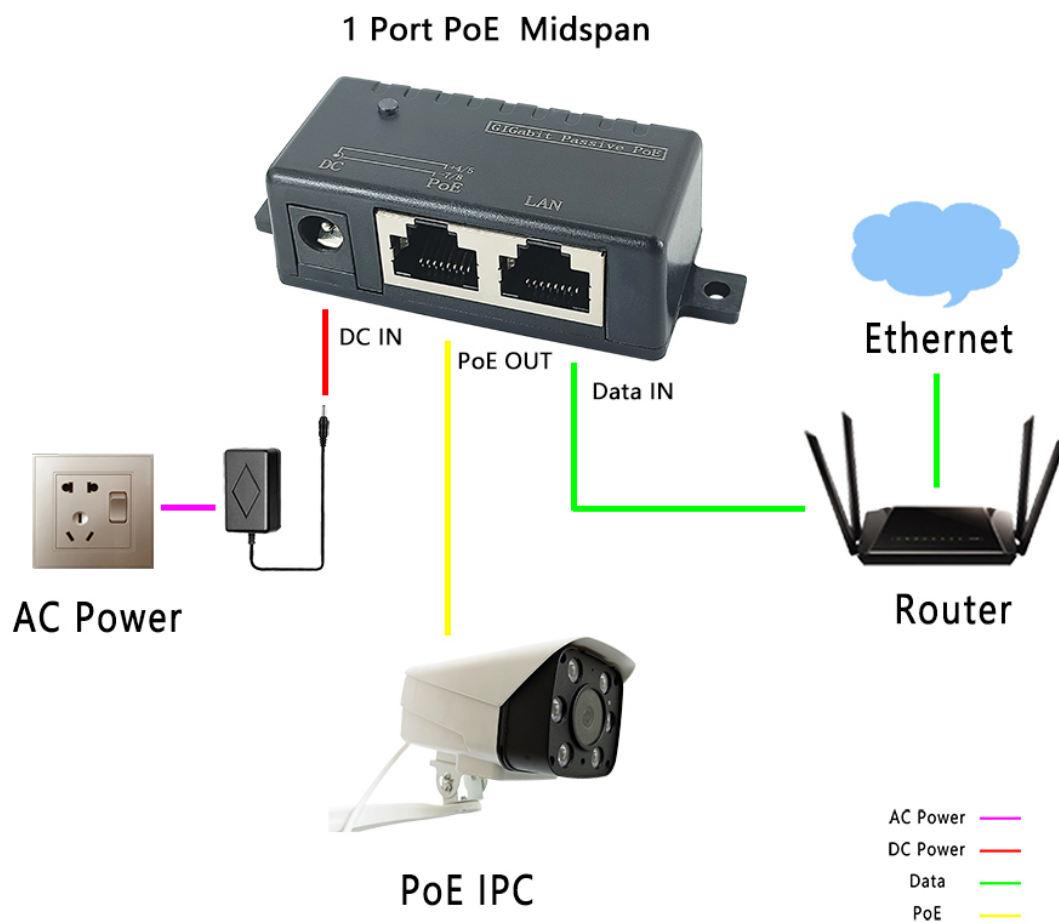 1 Port PoE Midspan
GIGabit Passive PoE
DC
+4/5
-7/8
PoE
LAN
DC IN
PoE OUT
Data IN
Ethernet
AC Power
Router
PoE IPC
AC Power
DC Power
Data
PoE